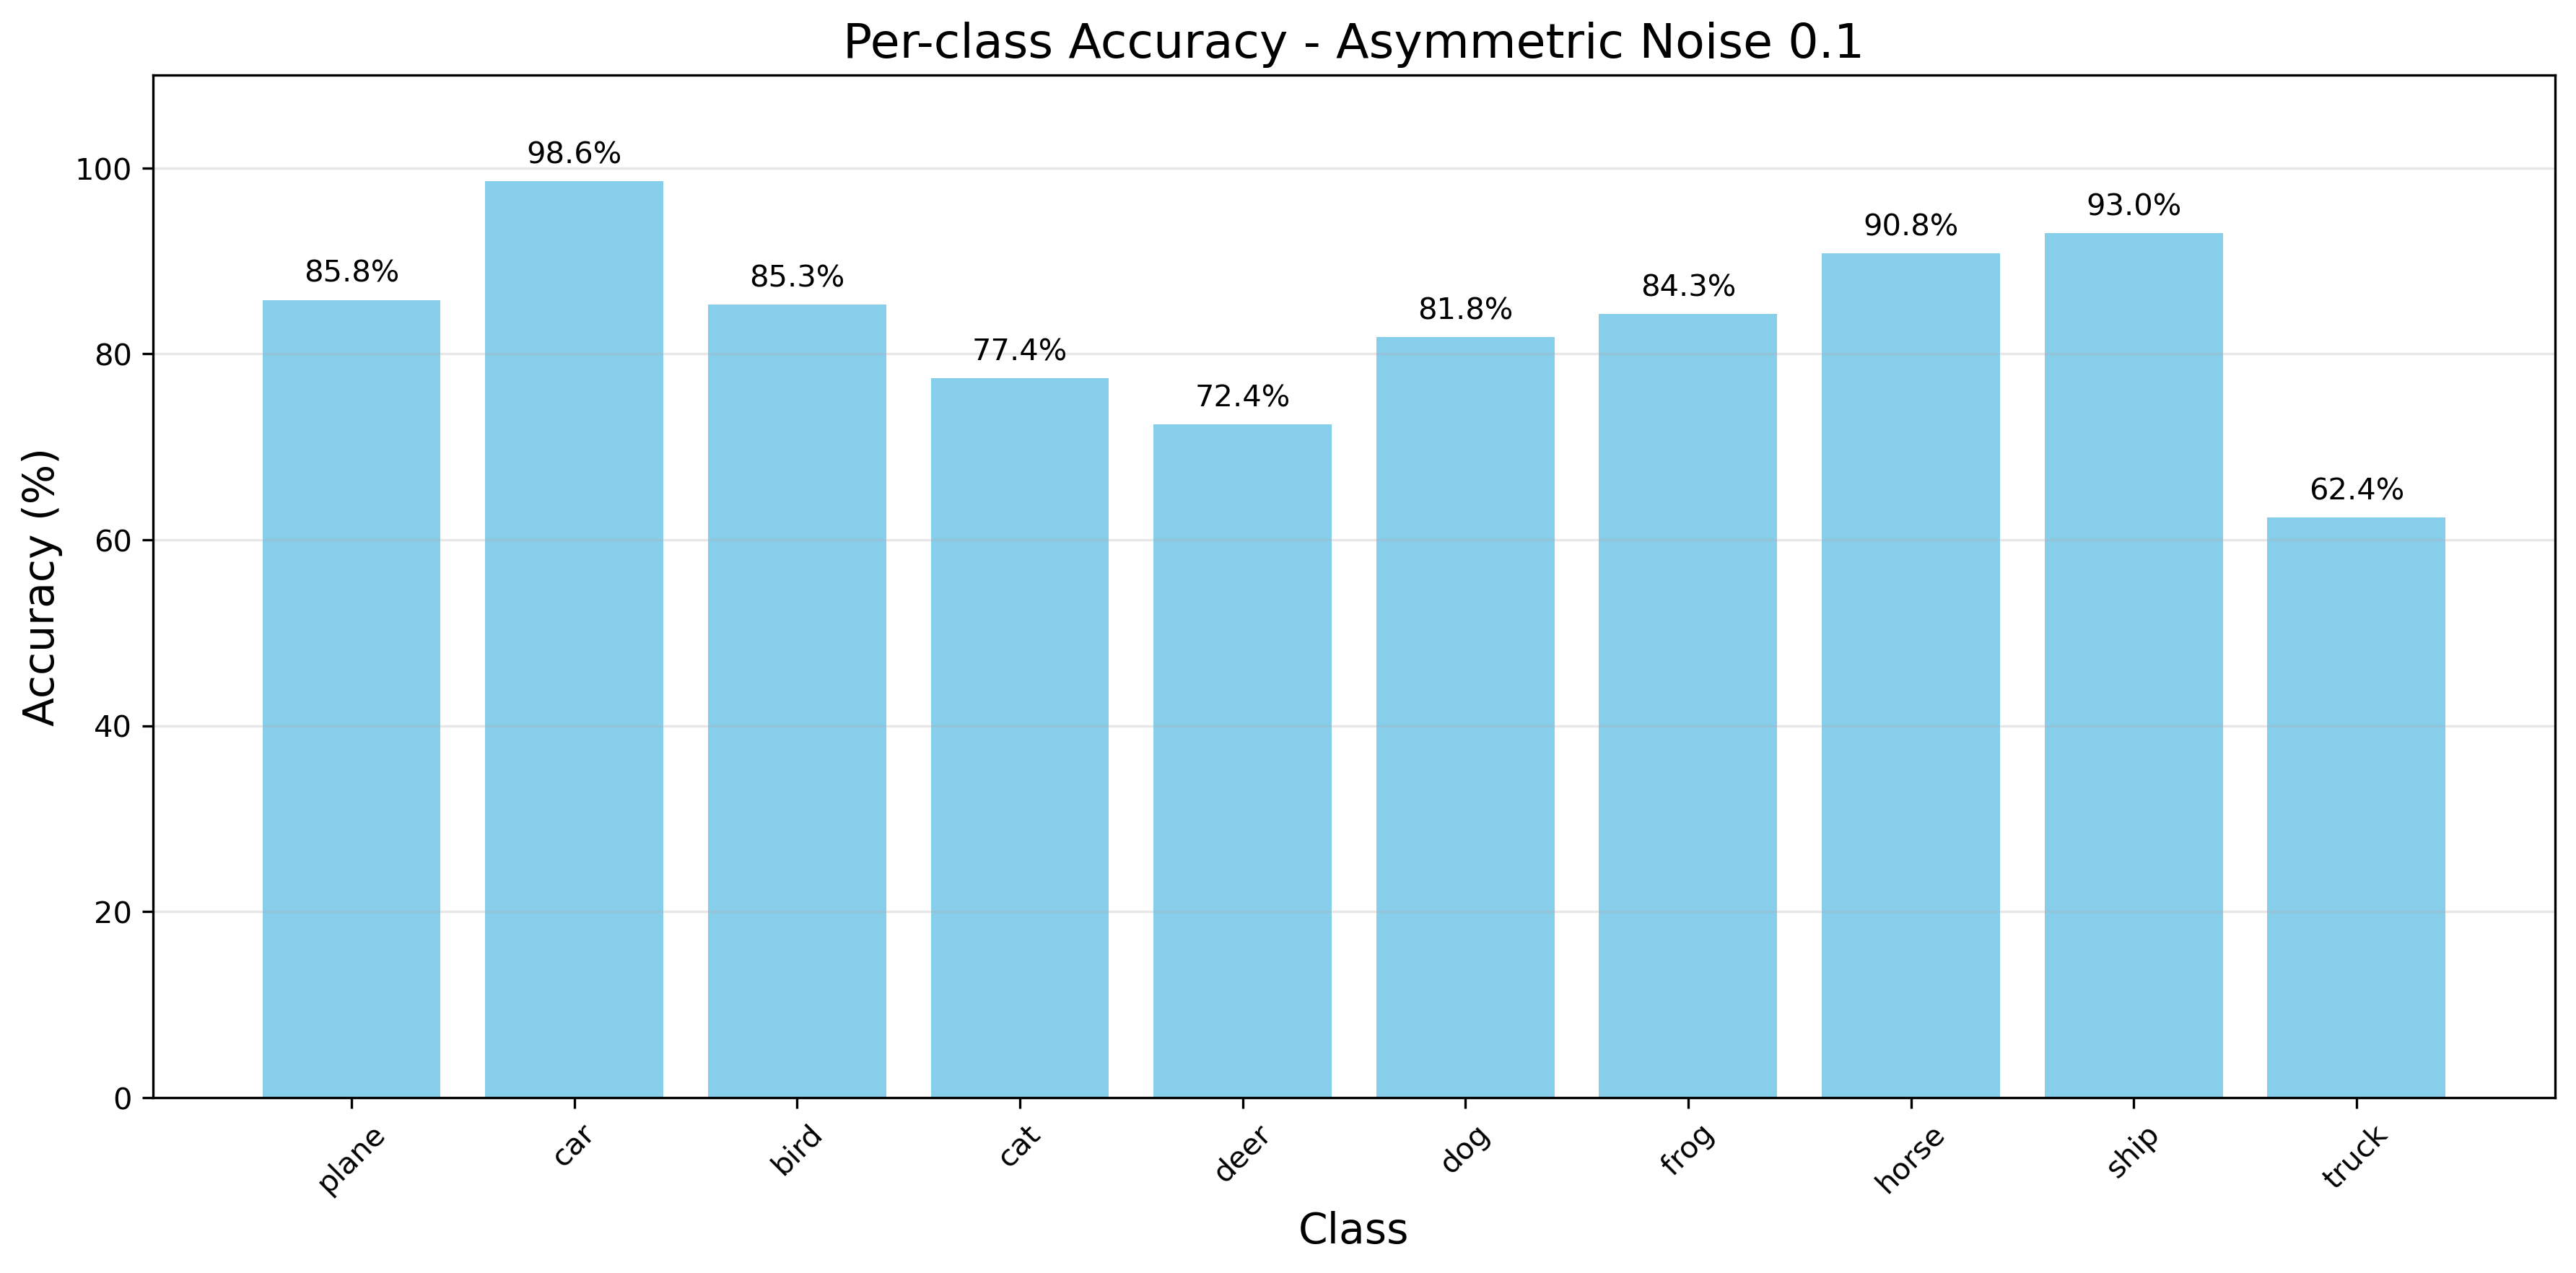 Per-class Accuracy - Asymmetric Noise 0.1
Accuracy (%)
100
80
60
40
20
0
85.8%
98.6%
85.3%
77.4%
72.4%
81.8%
84.3%
90.8%
93.0%
62.4%
plane
car
bird
cat
deer
dog
frog
horse
ship
truck
Class